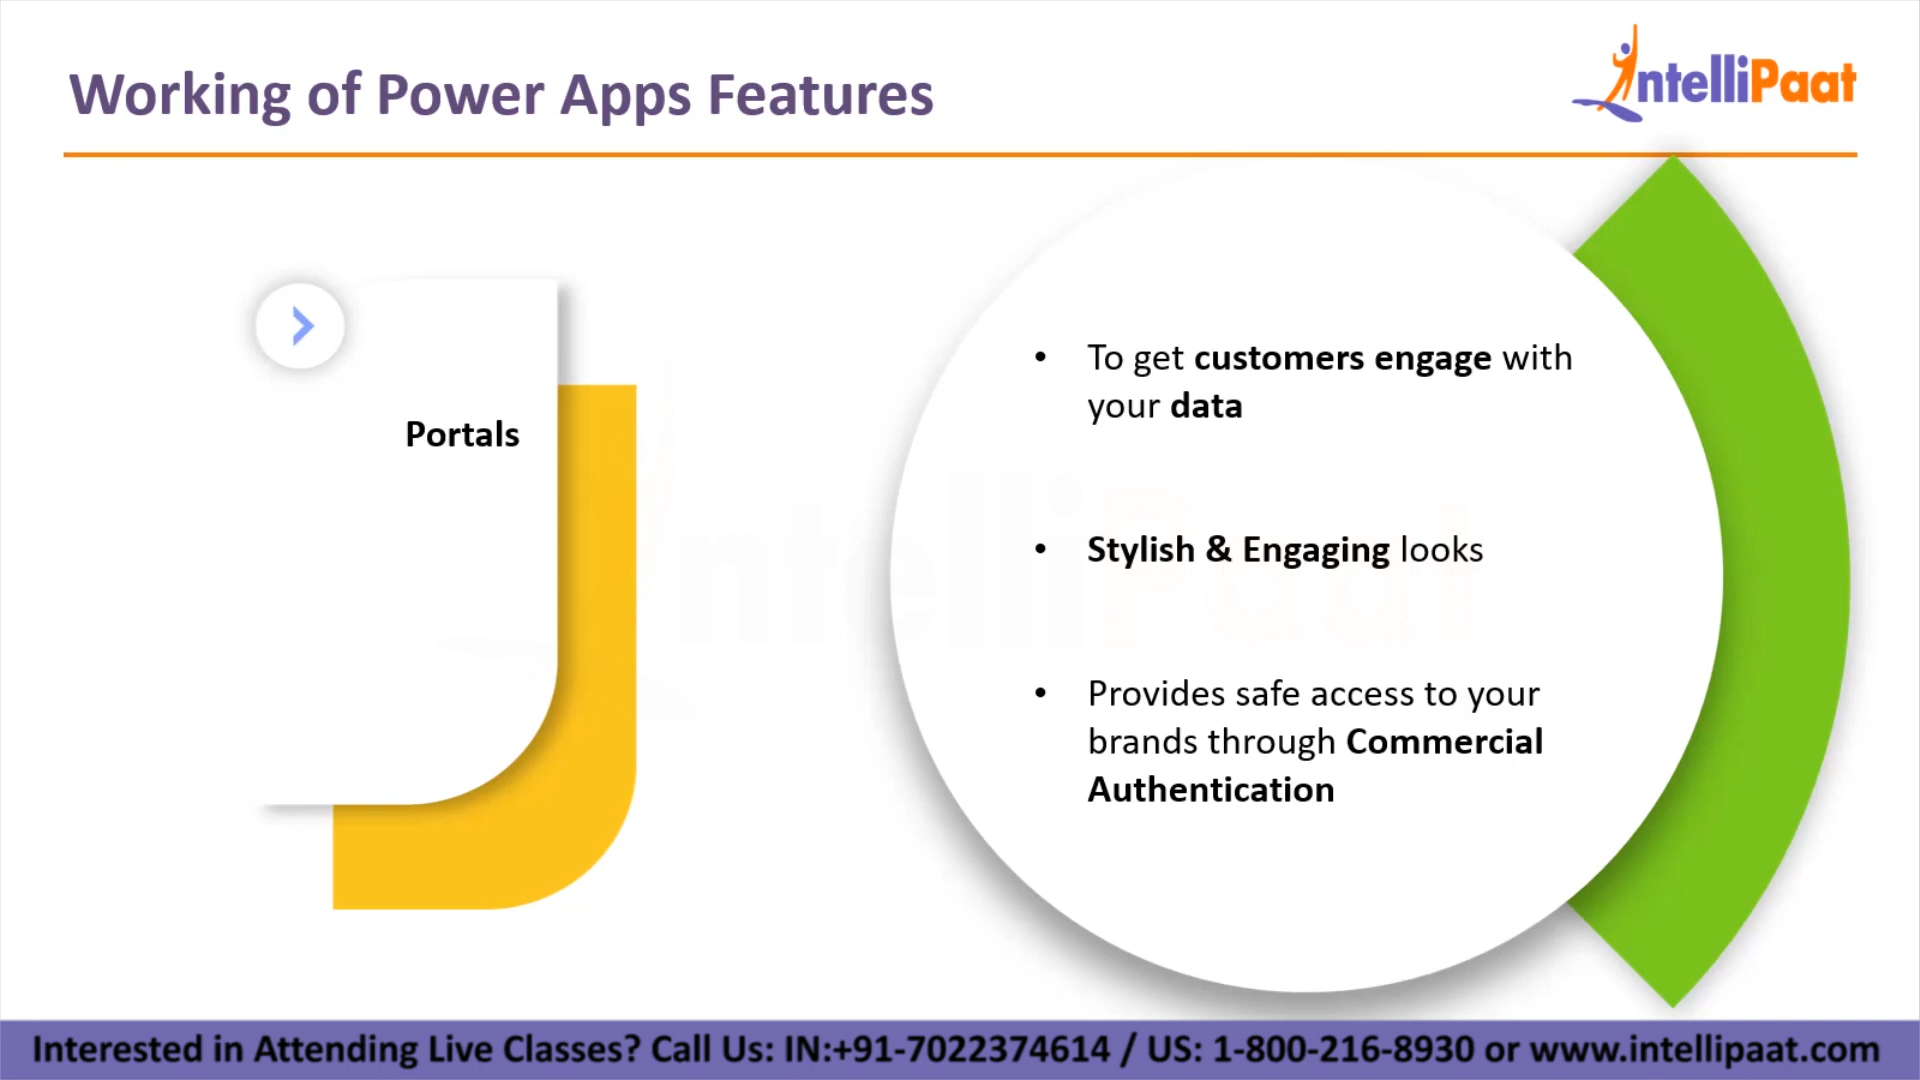 Working of Power Apps Features
IntelliPaat
Portals
• To get customers engage with
your data
• Stylish & Engaging looks
• Provides safe access to your
brands through Commercial
Authentication
ntelliPaat
Interested in Attending Live Classes? Call Us: IN:+91-7022374614 / US: 1-800-216-8930 or www.intellipaat.com